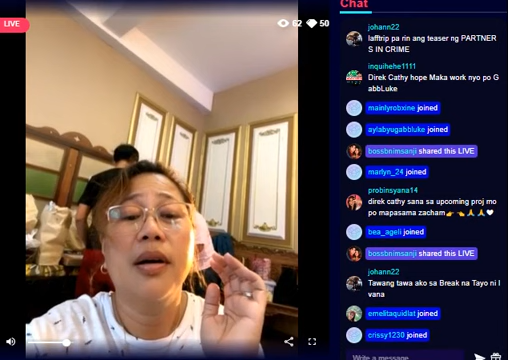 LIVE
62 50
Chat
johann22
lafftrip pa rin ang teaser ng PARTNER
S IN CRIME
inquihehe1111
Direk Cathy hope Maka work nyo po G
abbLuke
mainlyrobxine joined
aylabyugabbluke joined
bossbnimsanji shared this LIVE
marlyn_24 joined
probinsyana14
direk cathy sana sa upcoming proj mo
po mapasama zacham👉👈🙏🙏🤍
bea_ageli joined
bossbnimsanji shared this LIVE
johann22
Tawang tawa ako sa Break na Tayo ni I
vana
emelitaquidlat joined
crissy1230 joined
Write a message